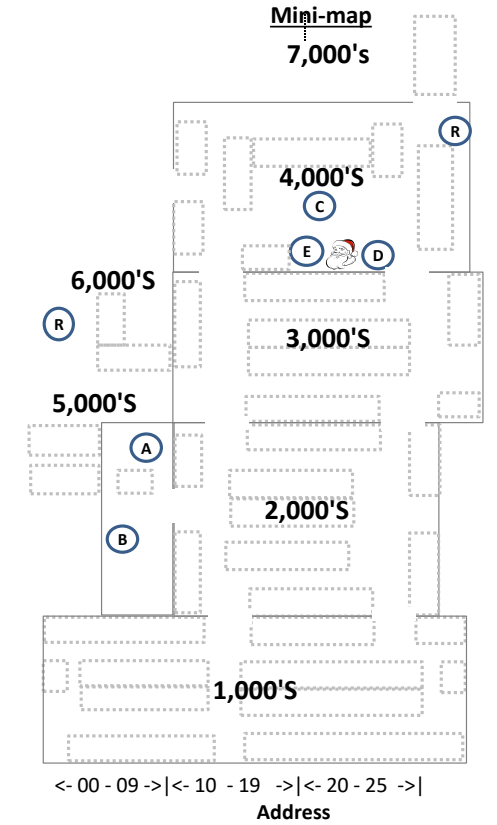 Mini-map
7,000's
R
4,000'S
C
E
D
6,000'S
R
3,000'S
5,000'S
A
2,000'S
B
1,000'S
<- 00 - 09 ->|<- 10 - 19 ->|<- 20 - 25 ->|
Address